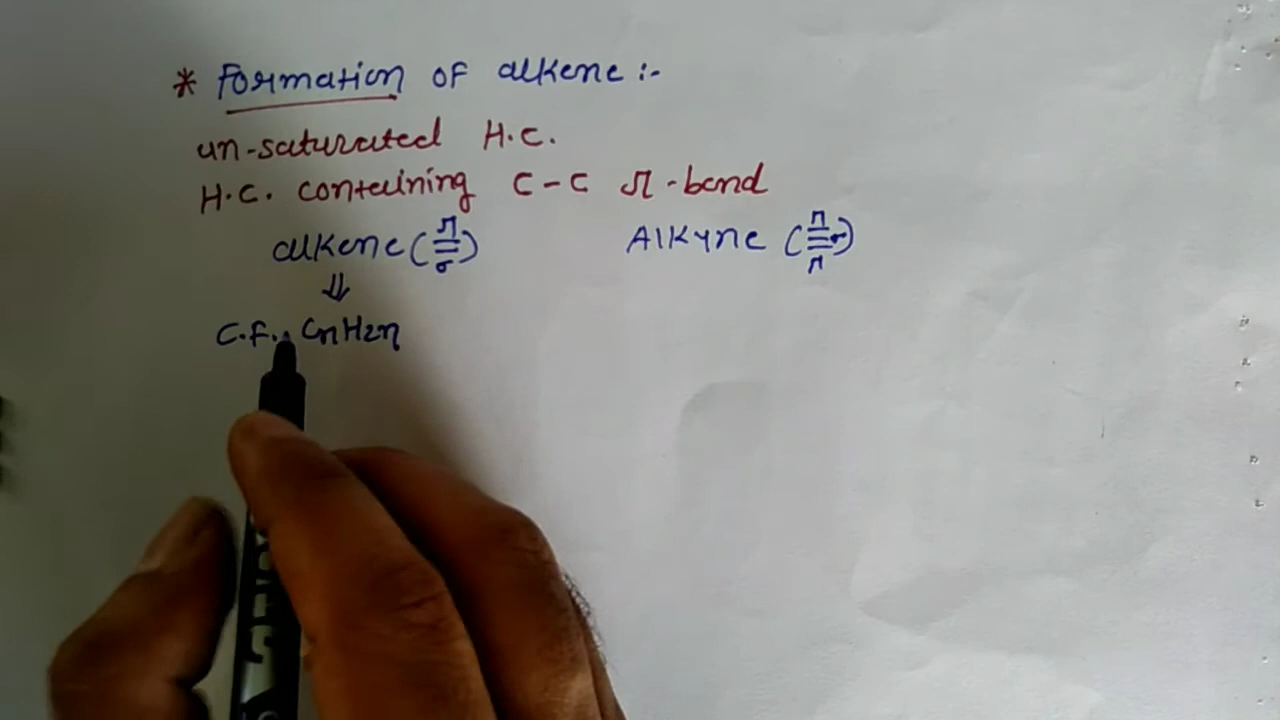 * Formation of alkene :-
un-saturated H.C.
H.C. containing C-C π-bond
alkene (π = σ) Alkyne (π ≡ σ π)
⇓
C.F. CnH2n